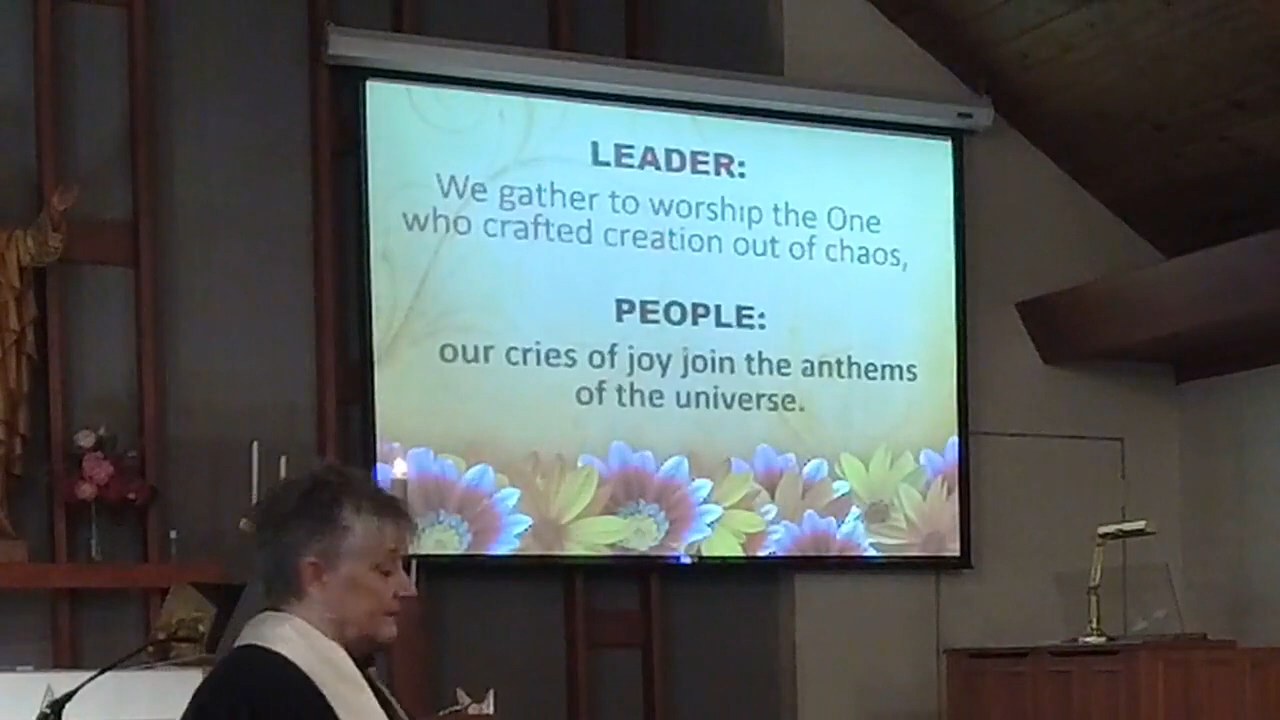 LEADER:
We gather to worship the One
who crafted creation out of chaos,
PEOPLE:
our cries of joy join the anthems
of the universe.